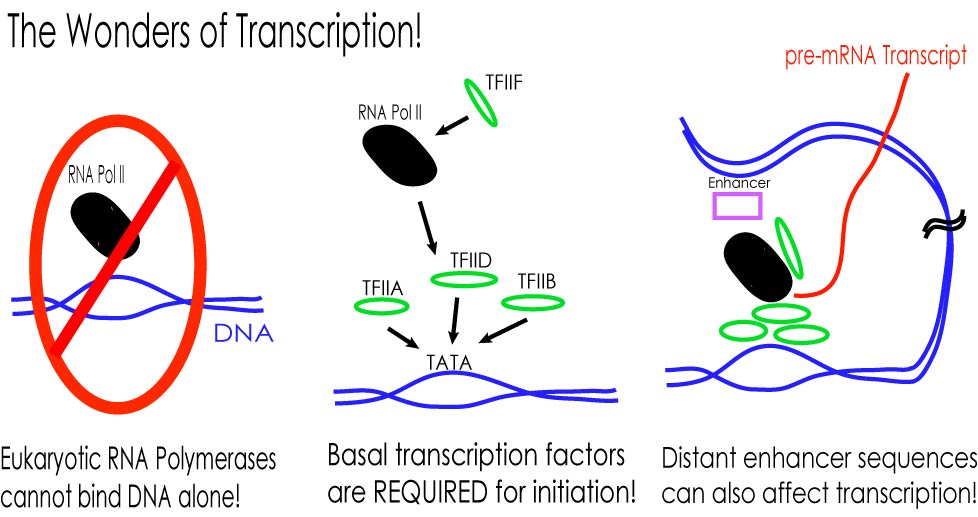 The Wonders of Transcription!
RNA Pol II
DNA
Eukaryotic RNA Polymerases
cannot bind DNA alone!
TFIIF
RNA Pol II
TFIID
TFIIA
TFIIB
TATA
Basal transcription factors
are REQUIRED for initiation!
pre-mRNA Transcript
Enhancer
Distant enhancer sequences
can also affect transcription!